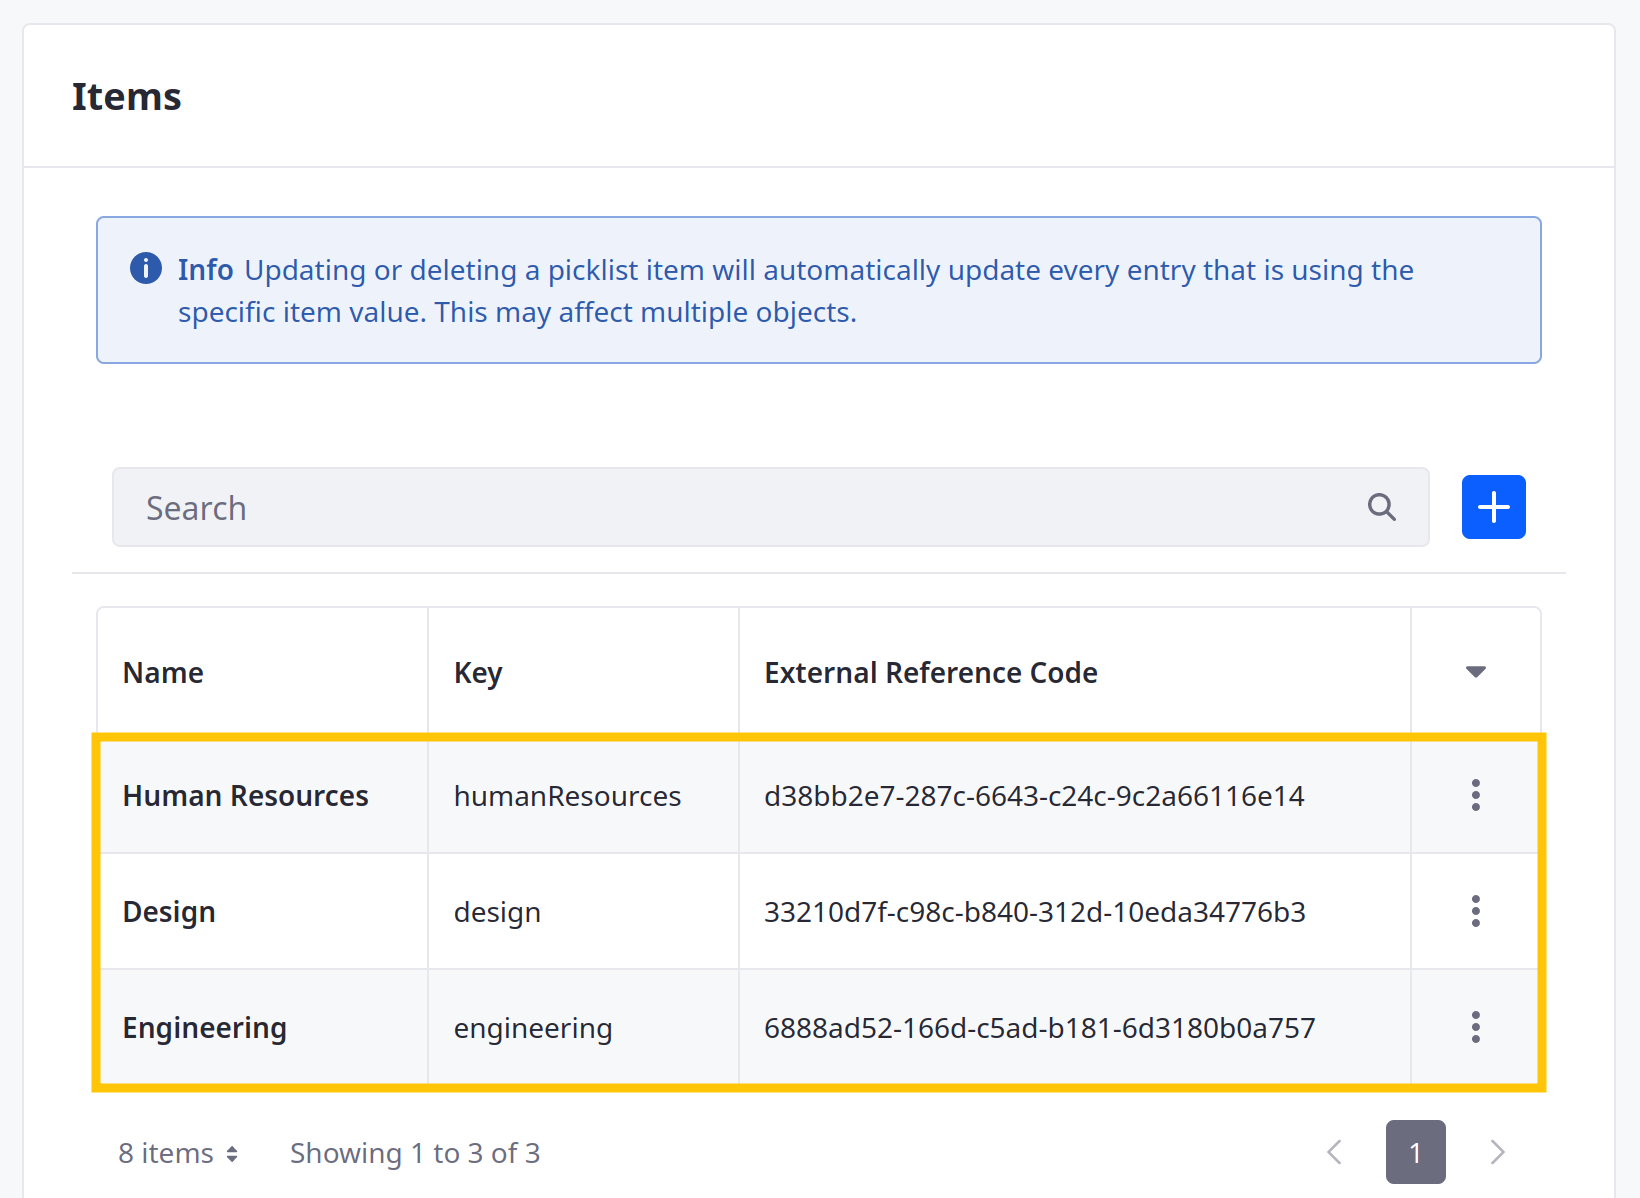 Items
Info Updating or deleting a picklist item will automatically update every entry that is using the
specific item value. This may affect multiple objects.
Search
Name Key External Reference Code
Human Resources humanResources d38bb2e7-287c-6643-c24c-9c2a66116e14
Design design 33210d7f-c98c-b840-312d-10eda34776b3
Engineering engineering 6888ad52-166d-c5ad-b181-6d3180b0a757
8 items Showing 1 to 3 of 3 1